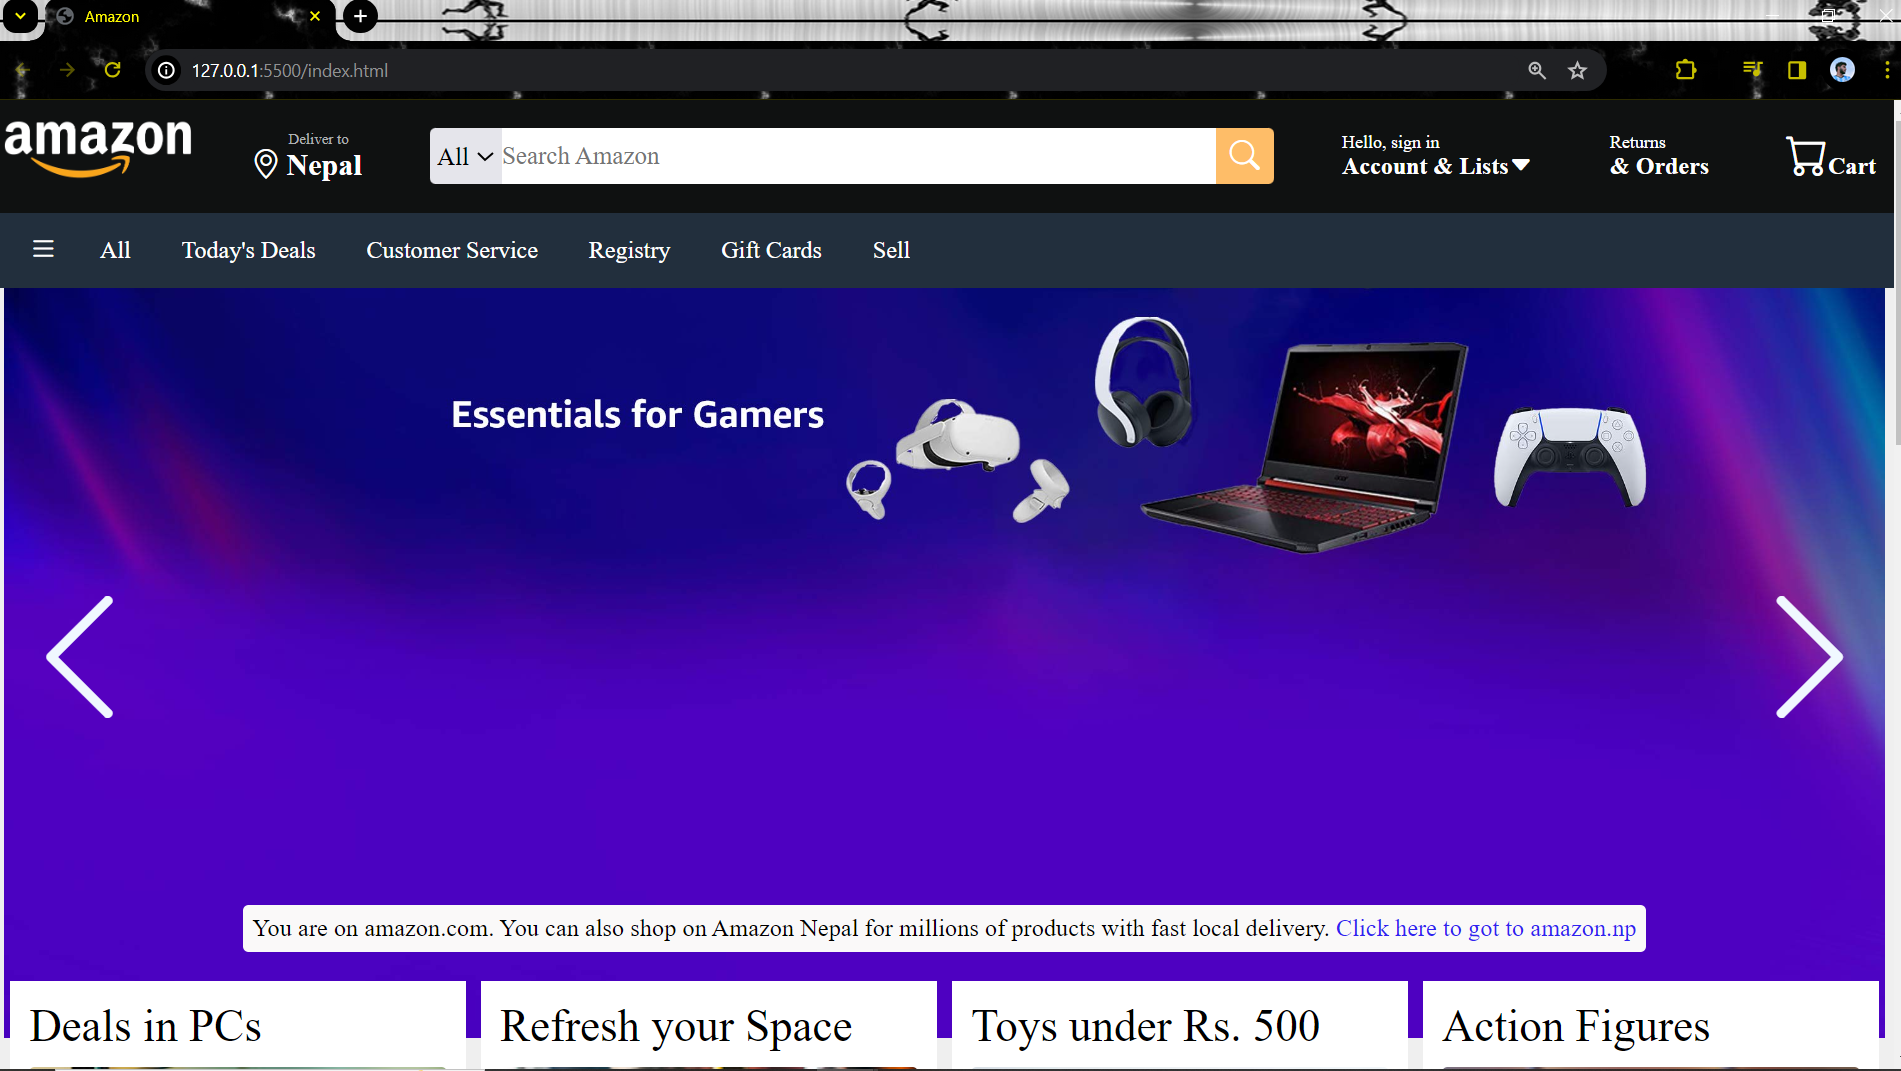 Amazon
127.0.0.1:5500/index.html
amazon
Deliver to
Nepal
All
Search Amazon
Hello, sign in
Account & Lists
Returns
& Orders
Cart
All Today's Deals Customer Service Registry Gift Cards Sell
Essentials for Gamers
You are on amazon.com. You can also shop on Amazon Nepal for millions of products with fast local delivery. Click here to got to amazon.np
Deals in PCs
Refresh your Space
Toys under Rs. 500
Action Figures